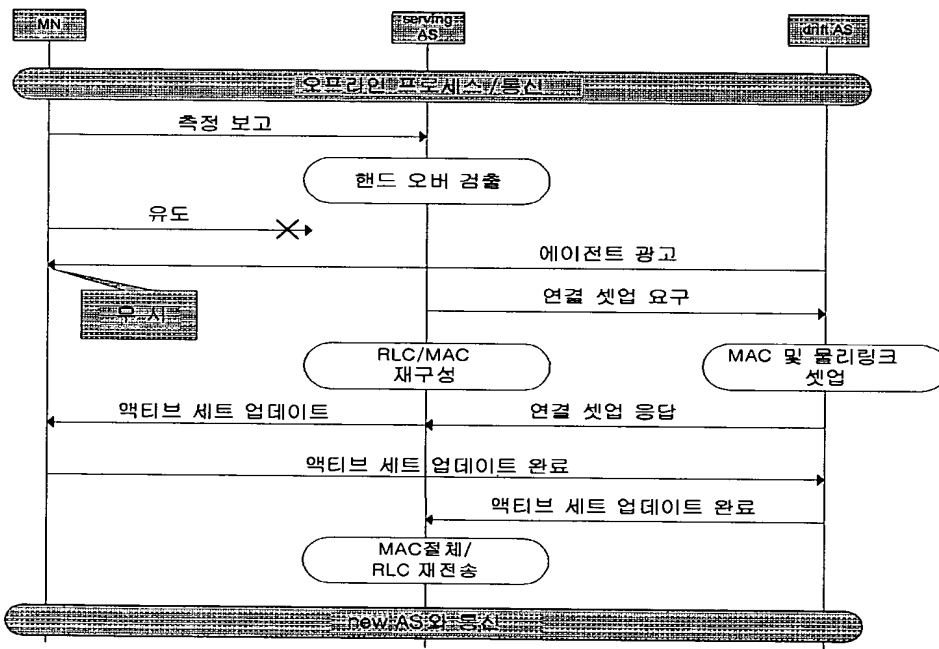 MN
serving
AS
drift AS
오프라인 프로세스/통신
측정 보고
핸드 오버 검출
유도
에이전트 광고
무 시
연결 셋업 요구
RLC/MAC
재구성
MAC 및 물리링크
셋업
액티브 세트 업데이트
연결 셋업 응답
액티브 세트 업데이트 완료
액티브 세트 업데이트 완료
MAC절체/
RLC 재전송
new AS와 통신